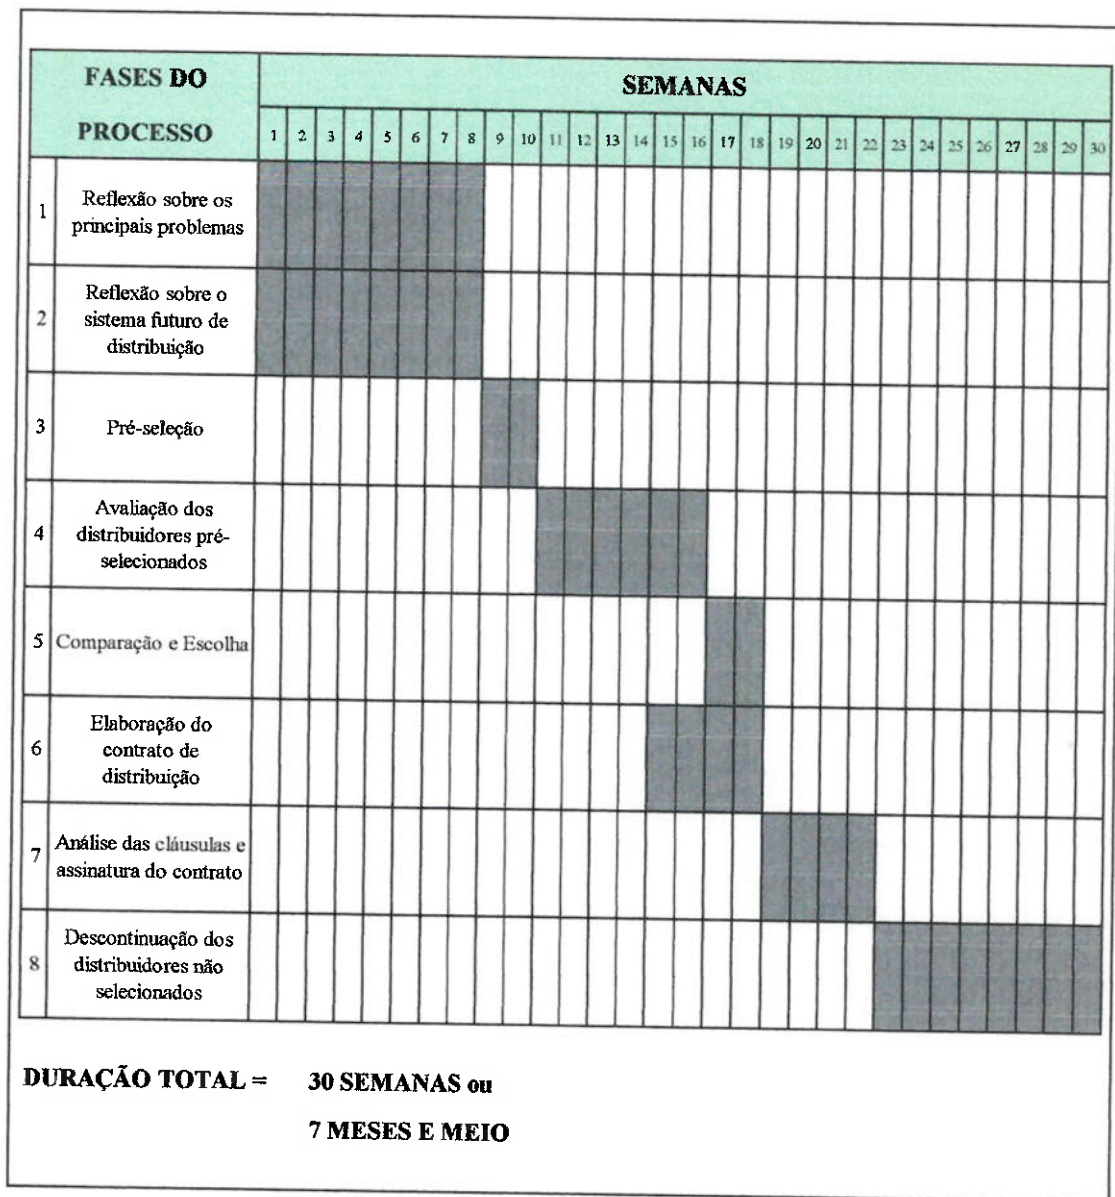 FASES DO
PROCESSO
SEMANAS
1 2 3 4 5 6 7 8 9 10 11 12 13 14 15 16 17 18 19 20 21 22 23 24 25 26 27 28 29 30
1
Reflexão sobre os
principais problemas
2
Reflexão sobre o
sistema futuro de
distribuição
3
Pré-seleção
4
Avaliação dos
distribuidores pré-
selecionados
5
Comparação e Escolha
6
Elaboração do
contrato de
distribuição
7
Análise das cláusulas e
assinatura do contrato
8
Descontinuação dos
distribuidores não
selecionados
DURAÇÃO TOTAL = 30 SEMANAS ou
7 MESES E MEIO